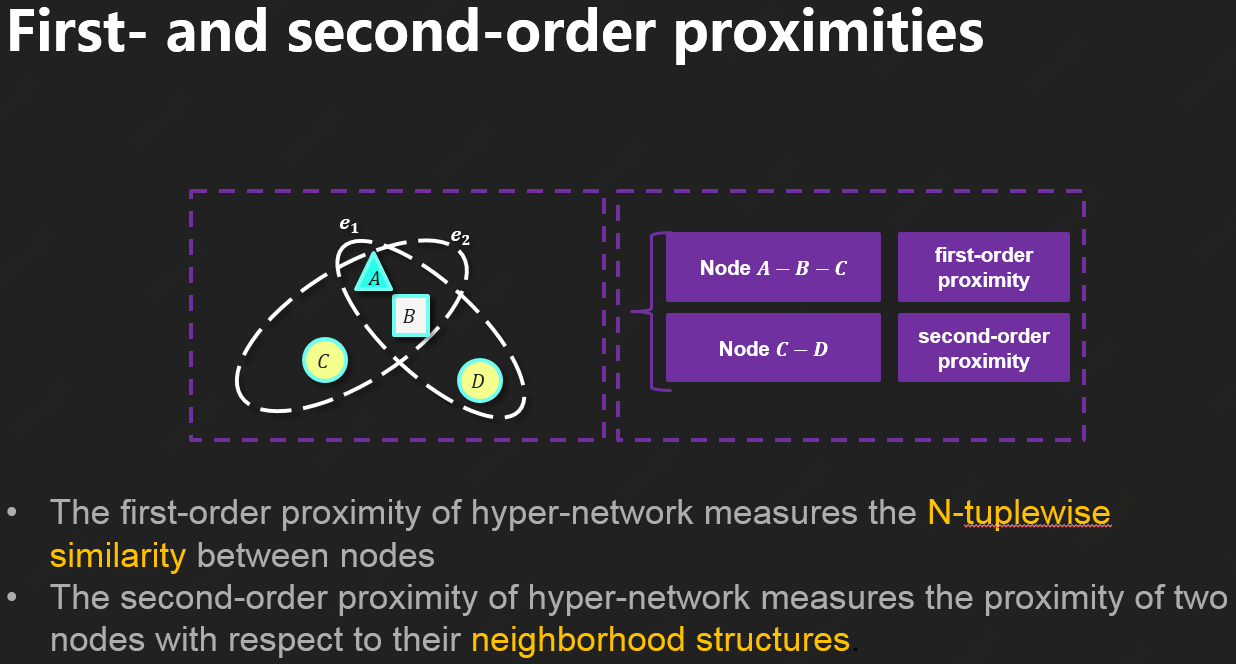 First- and second-order proximities
e₁
e₂
A
B
C
D
Node A – B – C
first-order
proximity
Node C – D
second-order
proximity
• The first-order proximity of hyper-network measures the N-tuplewise
similarity between nodes
• The second-order proximity of hyper-network measures the proximity of two
nodes with respect to their neighborhood structures.